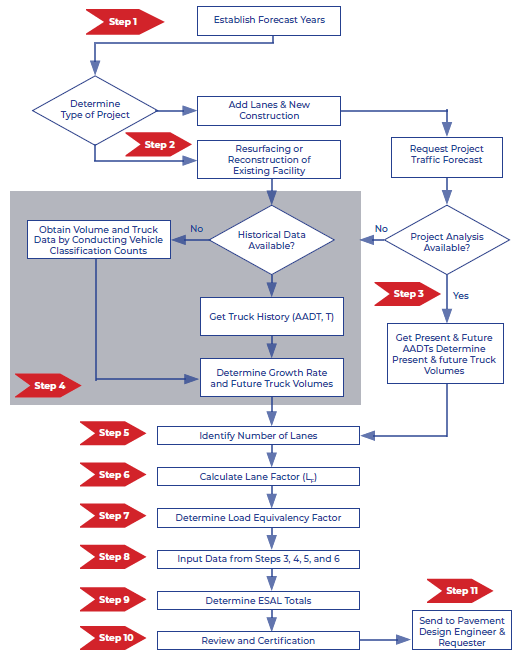 Step 1
Establish Forecast Years
Determine
Type of Project
Add Lanes & New
Construction
Step 2
Resurfacing or
Reconstruction of
Existing Facility
Request Project
Traffic Forecast
Obtain Volume and Truck
Data by Conducting Vehicle
Classification Counts
No
Historical Data
Available?
No
Project Analysis
Available?
Step 3
Yes
Get Truck History (AADT, T)
Get Present & Future
AADTs Determine
Present & future Truck
Volumes
Step 4
Determine Growth Rate
and Future Truck Volumes
Step 5
Identify Number of Lanes
Step 6
Calculate Lane Factor (LF)
Step 7
Determine Load Equivalency Factor
Step 8
Input Data from Steps 3, 4, 5, and 6
Step 9
Determine ESAL Totals
Step 10
Review and Certification
Step 11
Send to Pavement
Design Engineer &
Requester